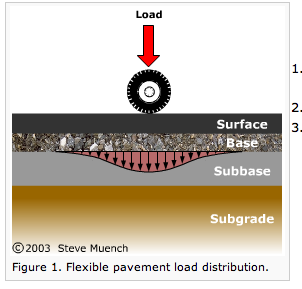 Load
1.
2.
Surface
3.
Base
Subbase
Subgrade
©2003 Steve Muench
Figure 1. Flexible pavement load distribution.